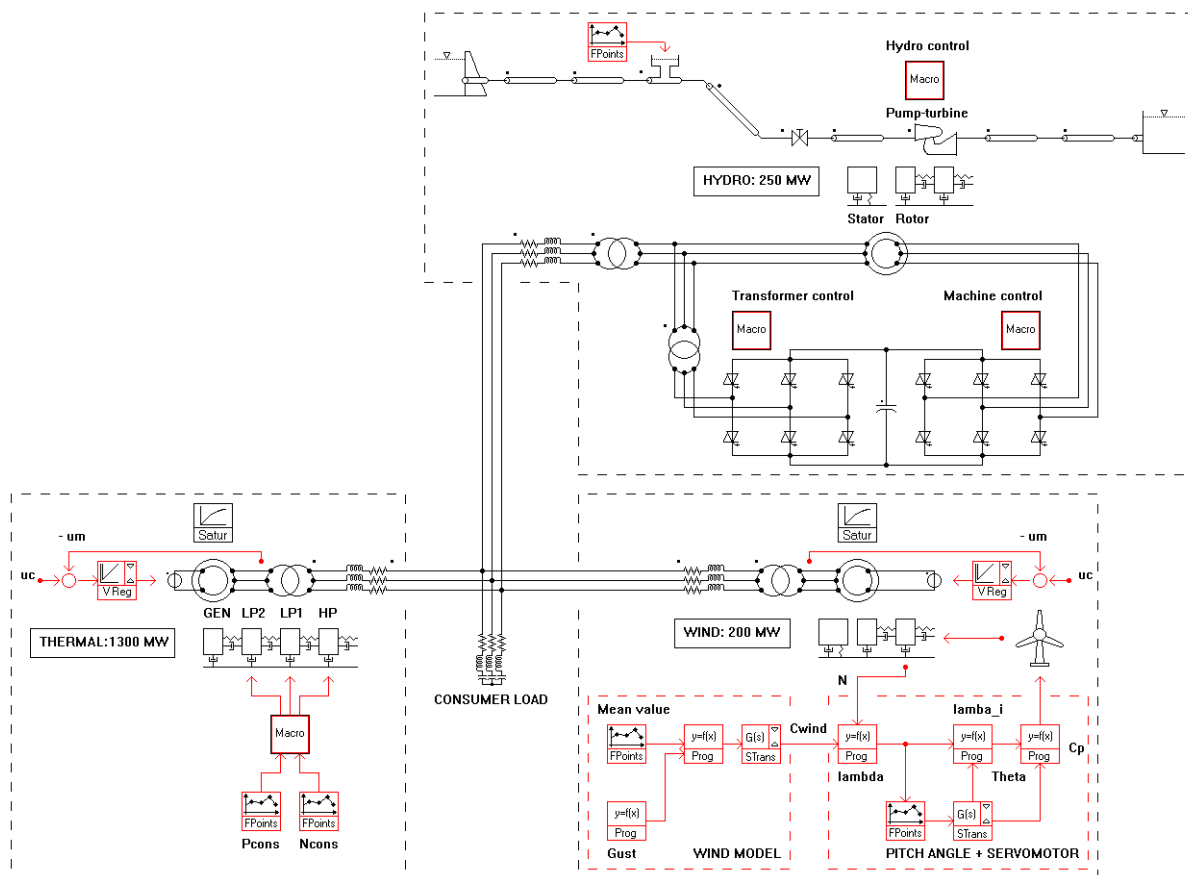 FPoints
Hydro control
Macro
Pump-turbine
HYDRO: 250 MW
Stator
Rotor
Transformer control
Machine control
Macro
Macro
Satur
- um
uc
V Reg
GEN
LP2
LP1
HP
THERMAL:1300 MW
Macro
FPoints
FPoints
Pcons
Ncons
CONSUMER LOAD
Satur
- um
uc
V Reg
WIND: 200 MW
N
Mean value
FPoints
y=f(x)
Prog
G(s)
STrans
Cwind
y=f(x)
Prog
Gust
WIND MODEL
y=f(x)
Prog
lambda
lamba_i
y=f(x)
Prog
y=f(x)
Prog
Cp
Theta
FPoints
G(s)
STrans
PITCH ANGLE + SERVOMOTOR